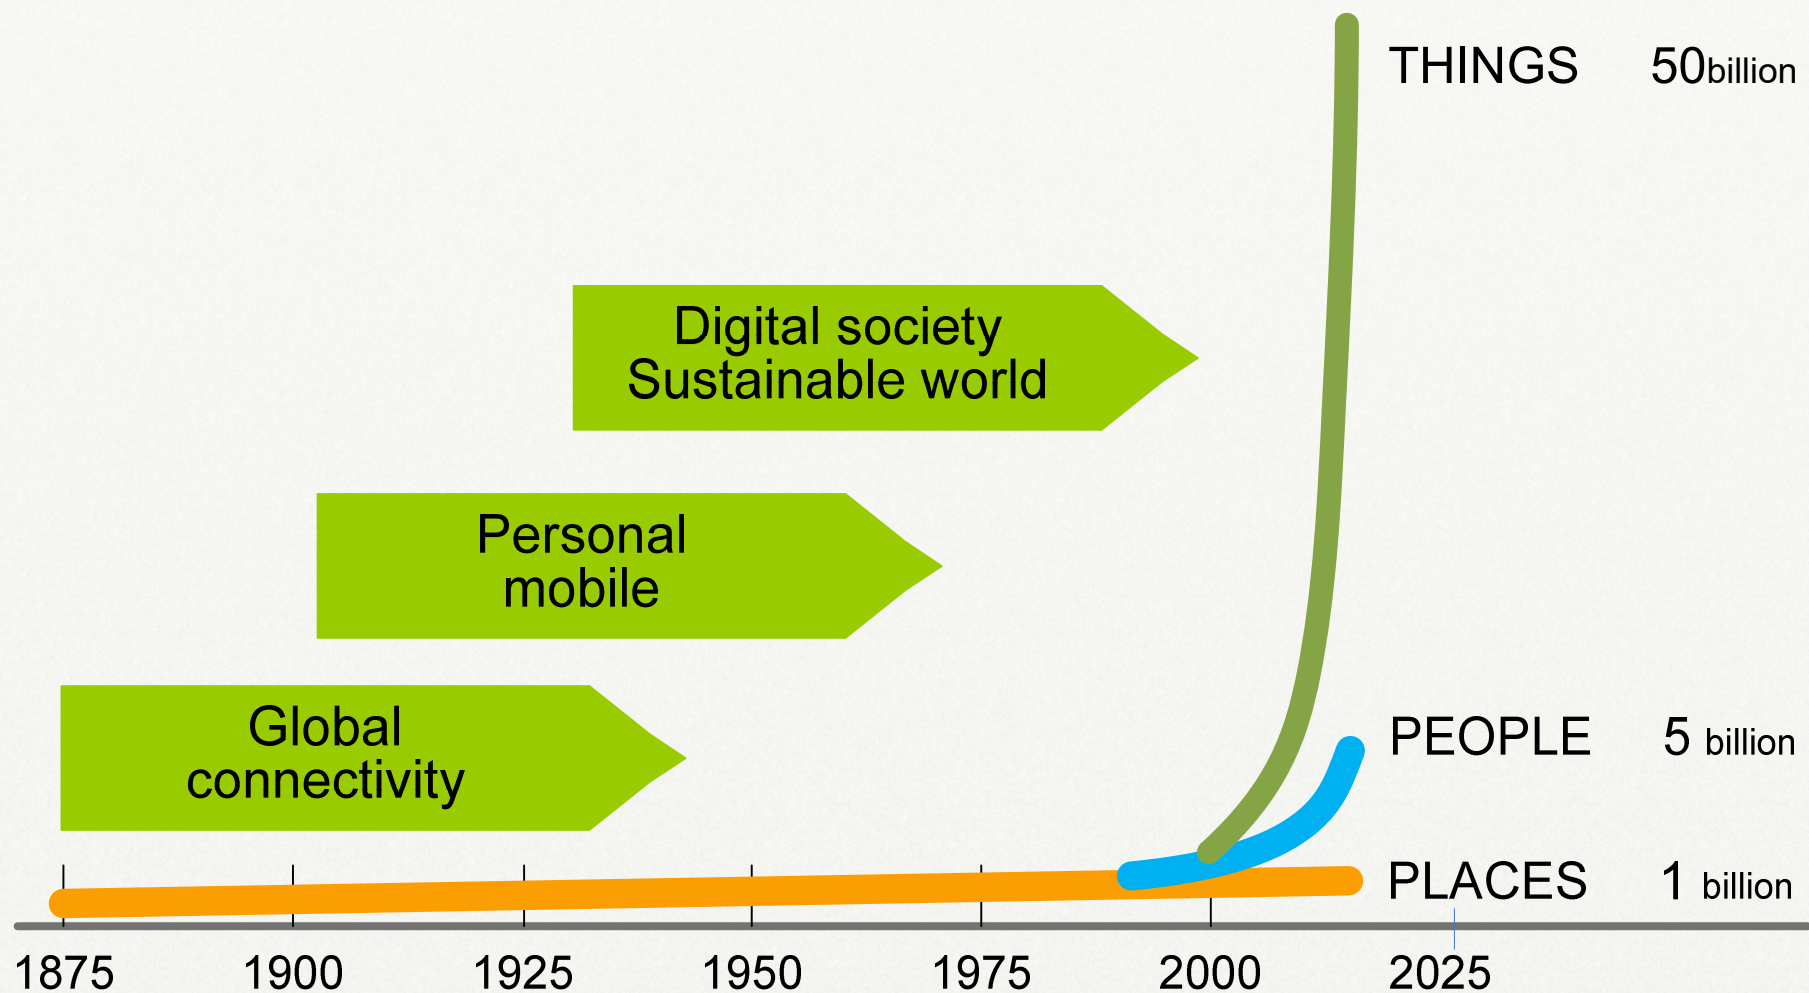 THINGS 50billion
Digital society
Sustainable world
Personal
mobile
Global
connectivity
PEOPLE 5 billion
PLACES 1 billion
1875 1900 1925 1950 1975 2000 2025